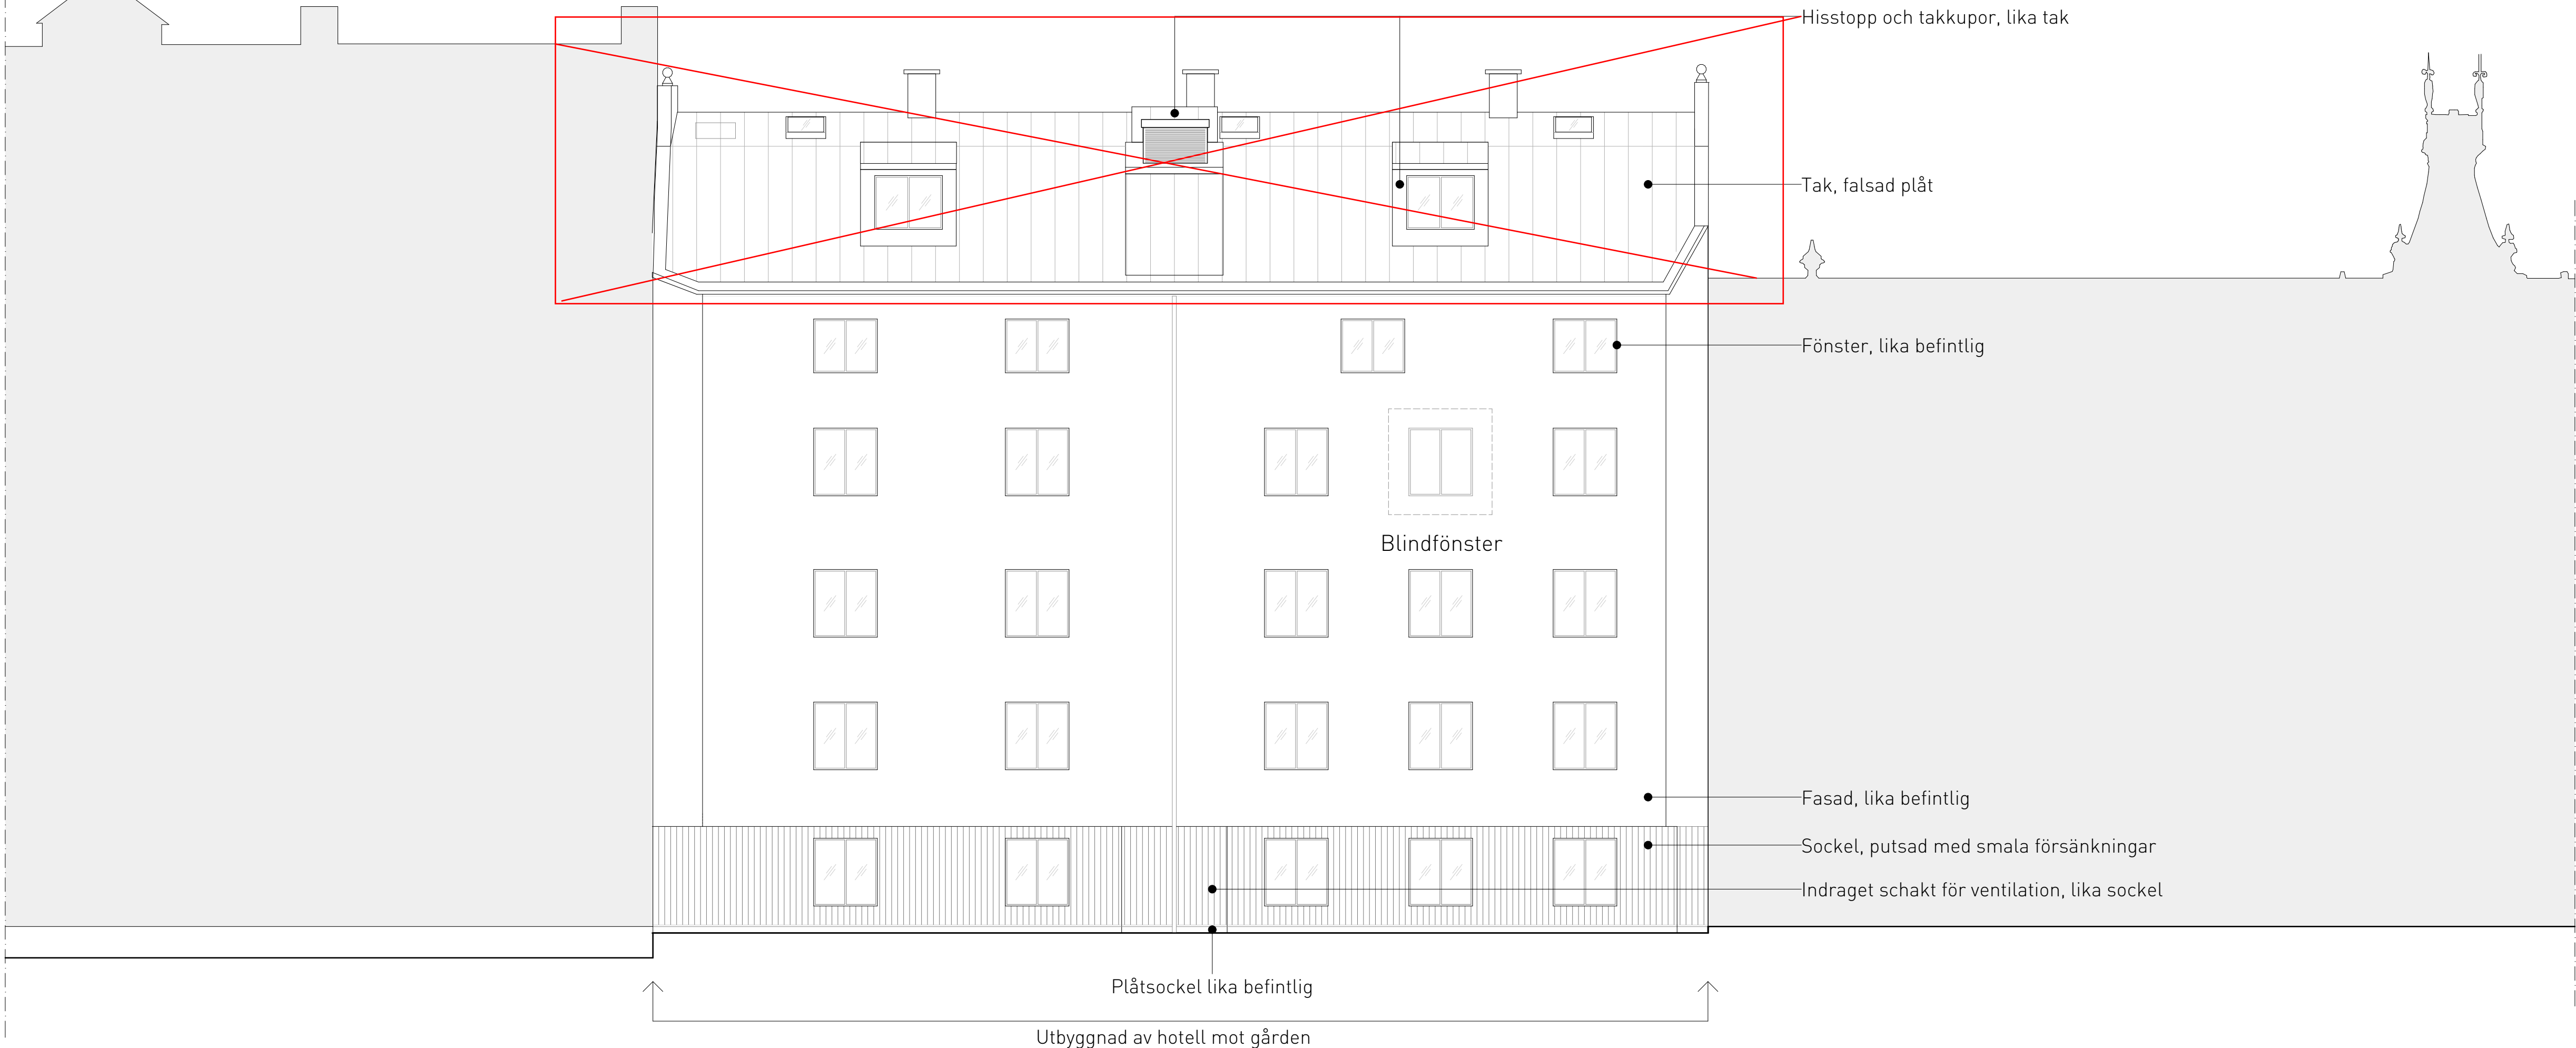 Hisstopp och takkupor, lika tak
Tak, falsad plåt
Fönster, lika befintlig
Blindfönster
Fasad, lika befintlig
Sockel, putsad med smala försänkningar
Indraget schakt för ventilation, lika sockel
Plåtsockel lika befintlig
Utbyggnad av hotell mot gården